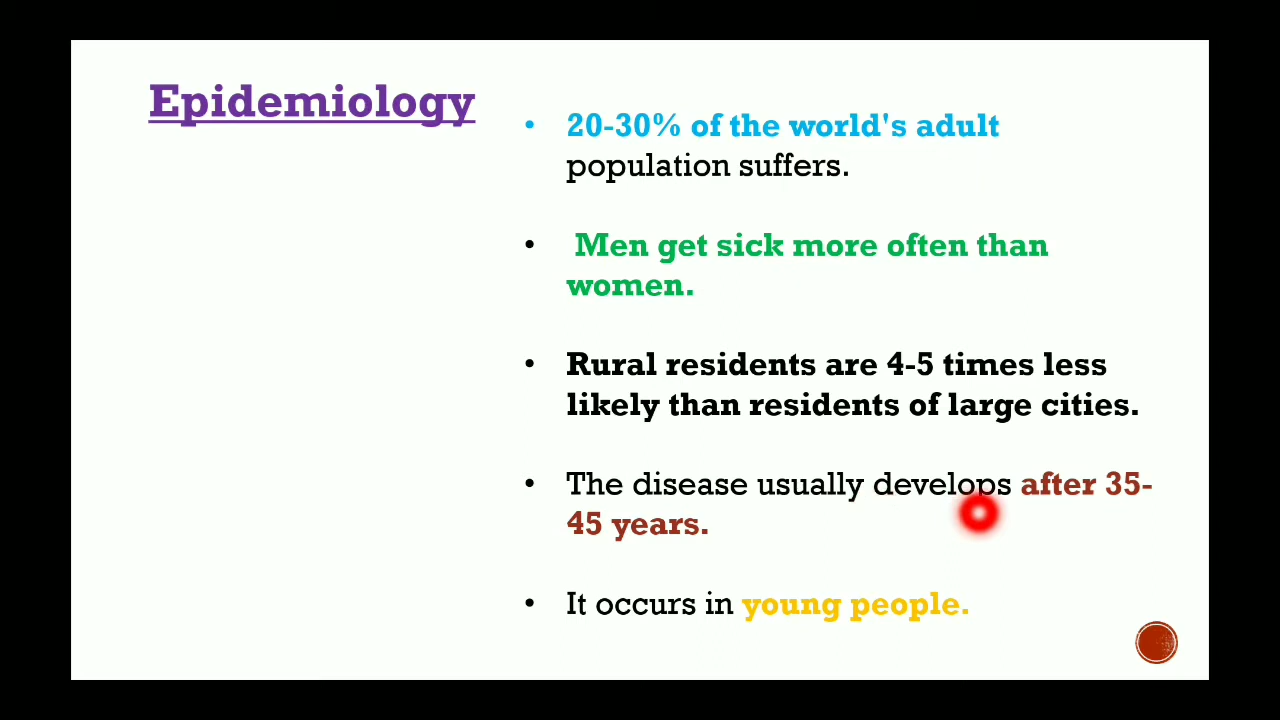 Epidemiology
• 20-30% of the world's adult
population suffers.
• Men get sick more often than
women.
• Rural residents are 4-5 times less
likely than residents of large cities.
• The disease usually develops after 35-
45 years.
• It occurs in young people.